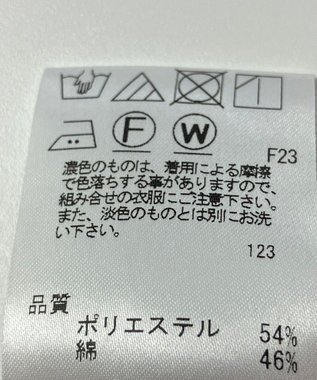 F W
F23
濃色のものは、着用による摩擦
で色落ちする事がありますので、
組み合せの衣服にご注意下さい。
また、淡色のものとは別にお洗
い下さい。
123
品質
ポリエステル 54%
綿 46%